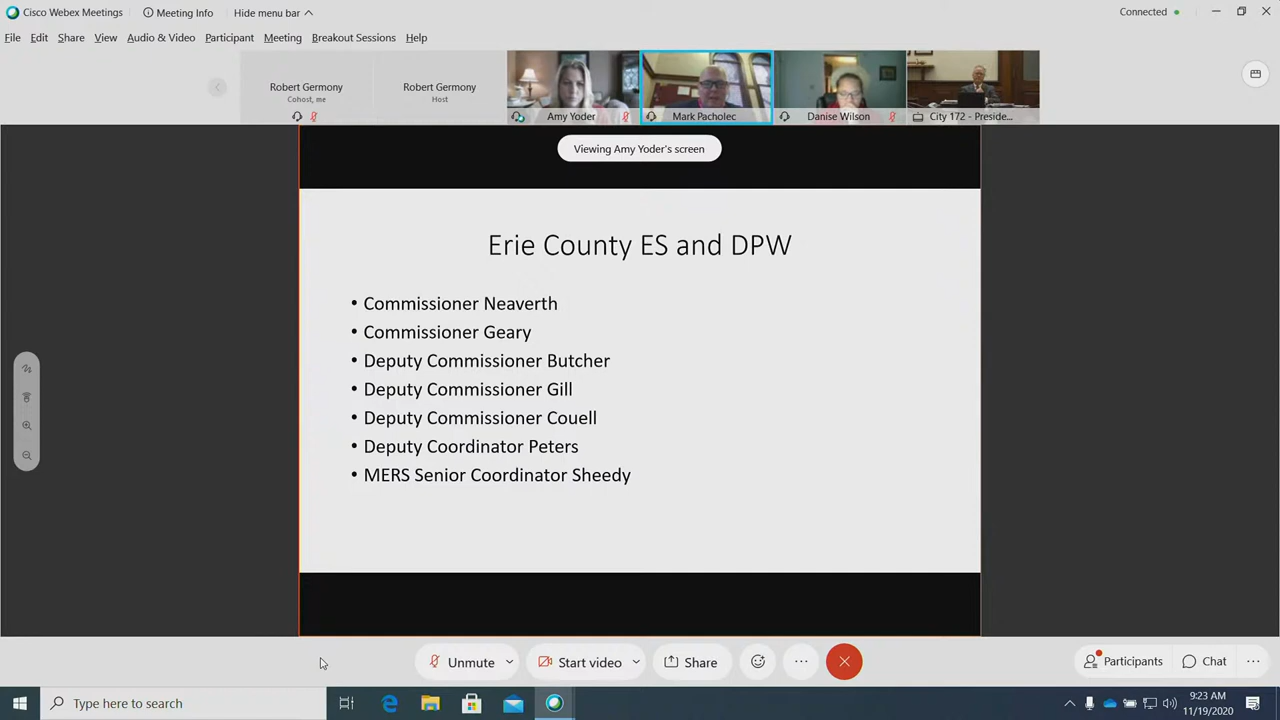 Cisco Webex Meetings
Meeting Info
Hide menu bar
Connected
File Edit Share View Audio & Video Participant Meeting Breakout Sessions Help
Robert Germony
Cohost, me
Robert Germony
Host
Amy Yoder
Mark Pacholec
Danise Wilson
City 172 - Preside...
Viewing Amy Yoder's screen
Erie County ES and DPW
• Commissioner Neaverth
• Commissioner Geary
• Deputy Commissioner Butcher
• Deputy Commissioner Gill
• Deputy Commissioner Couell
• Deputy Coordinator Peters
• MERS Senior Coordinator Sheedy
Unmute
Start video
Share
Participants
Chat
Type here to search
9:23 AM
11/19/2020